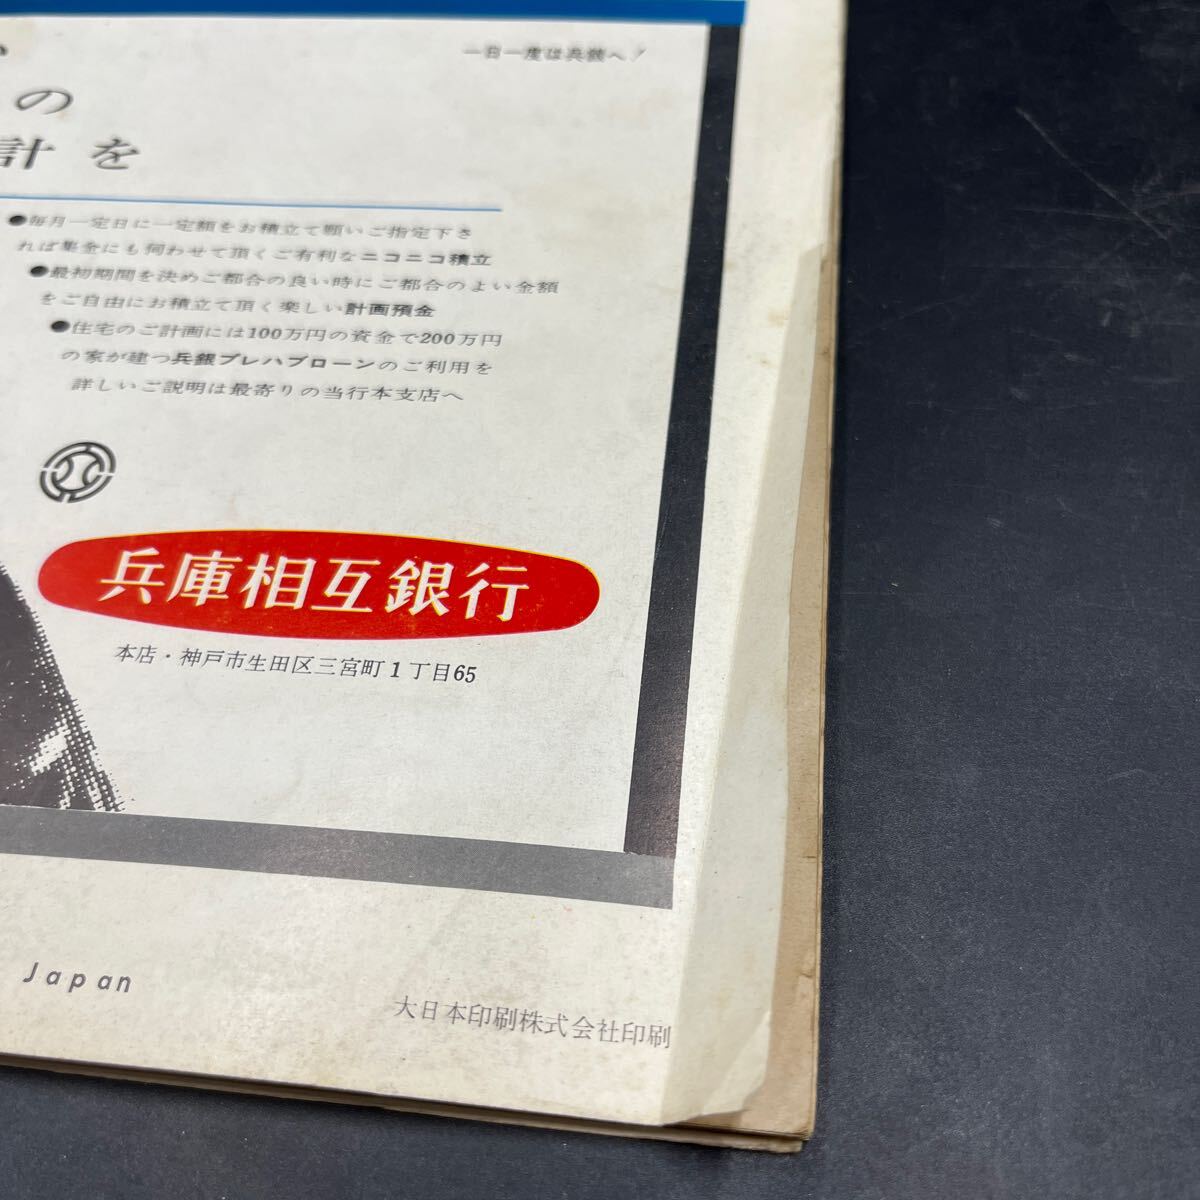 一日一度は兵銀へ！
の
計を
●毎月一定日に一定額をお積立て願いご指定下さ
れば集金にも伺わせて頂くご有利なニコニコ積立
●最初期間を決めご都合の良い時にご都合のよい金額
をご自由にお積立て頂く楽しい計画預金
●住宅のご計画には100万円の資金で200万円
の家が建つ兵銀プレハブローンのご利用を
詳しいご説明は最寄りの当行本支店へ
兵庫相互銀行
本店・神戸市生田区三宮町1丁目65
Japan
大日本印刷株式会社印刷